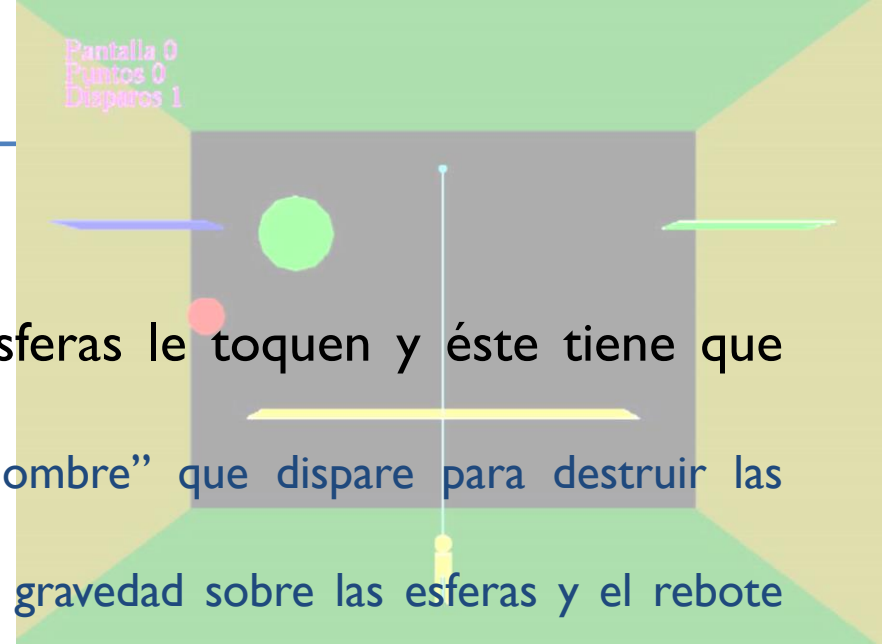 Pantalla 0
Puntos 0
Disparos 1
sferas le toquen y éste tiene que
ombre” que dispare para destruir las
gravedad sobre las esferas y el rebote